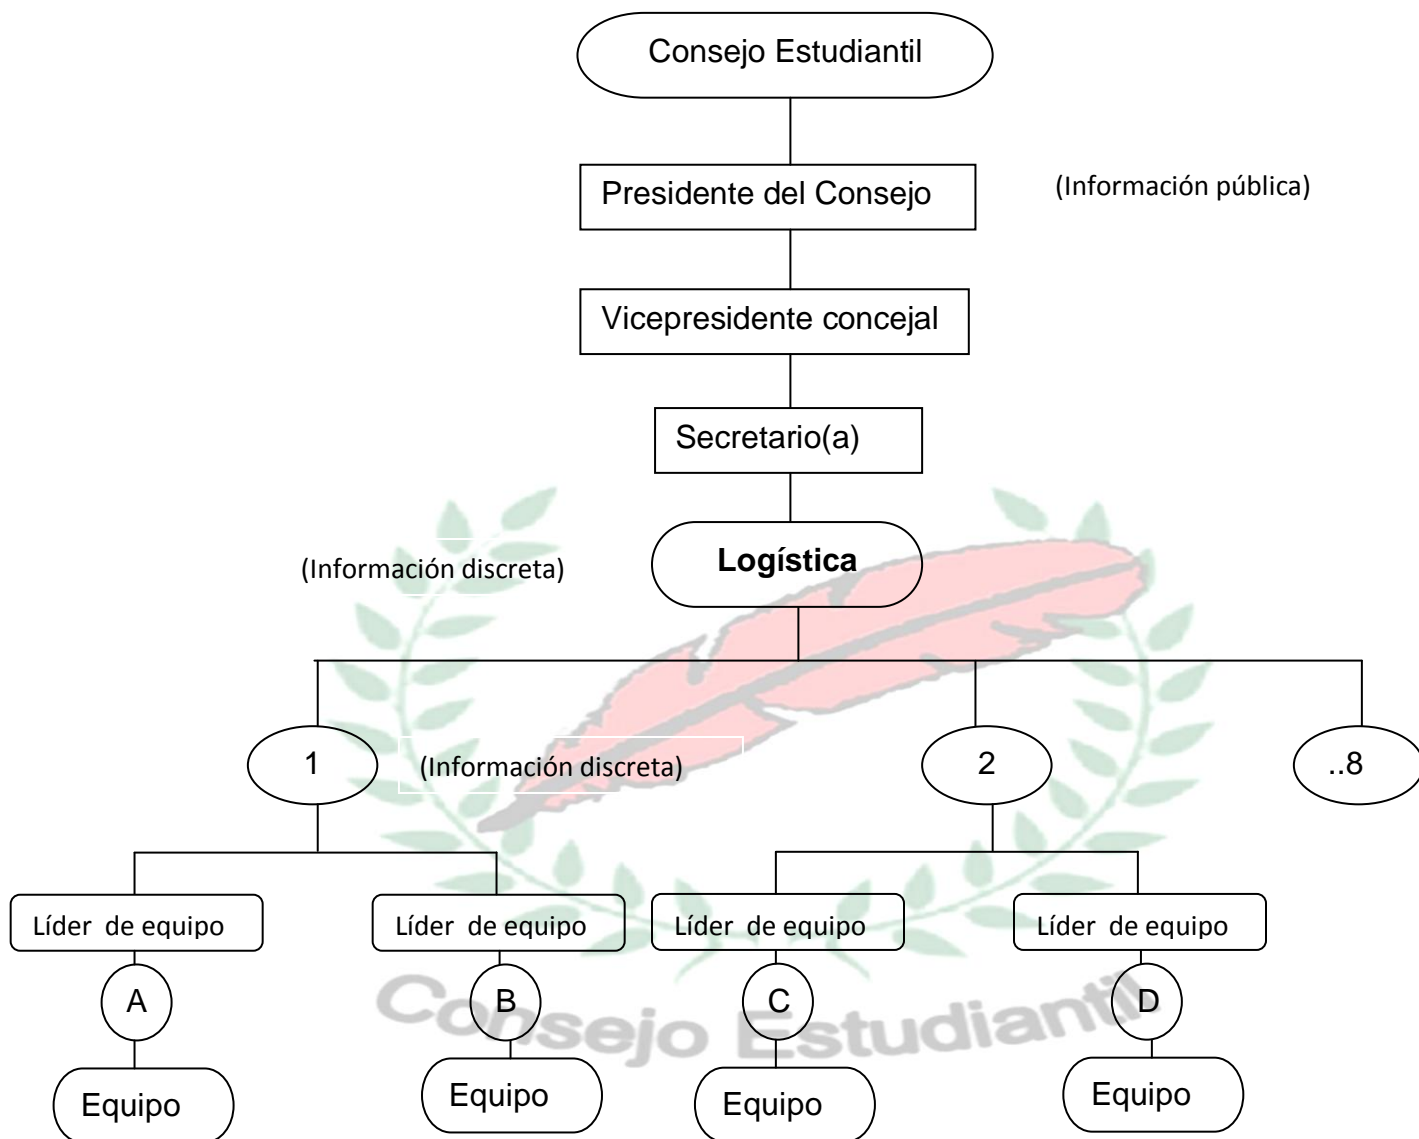 Consejo Estudiantil
Presidente del Consejo
(Información pública)
Vicepresidente concejal
Secretario(a)
Logística
(Información discreta)
1
(Información discreta)
2
..8
Líder de equipo
Líder de equipo
Líder de equipo
Líder de equipo
A
B
C
D
Consejo Estudiantil
Equipo
Equipo
Equipo
Equipo